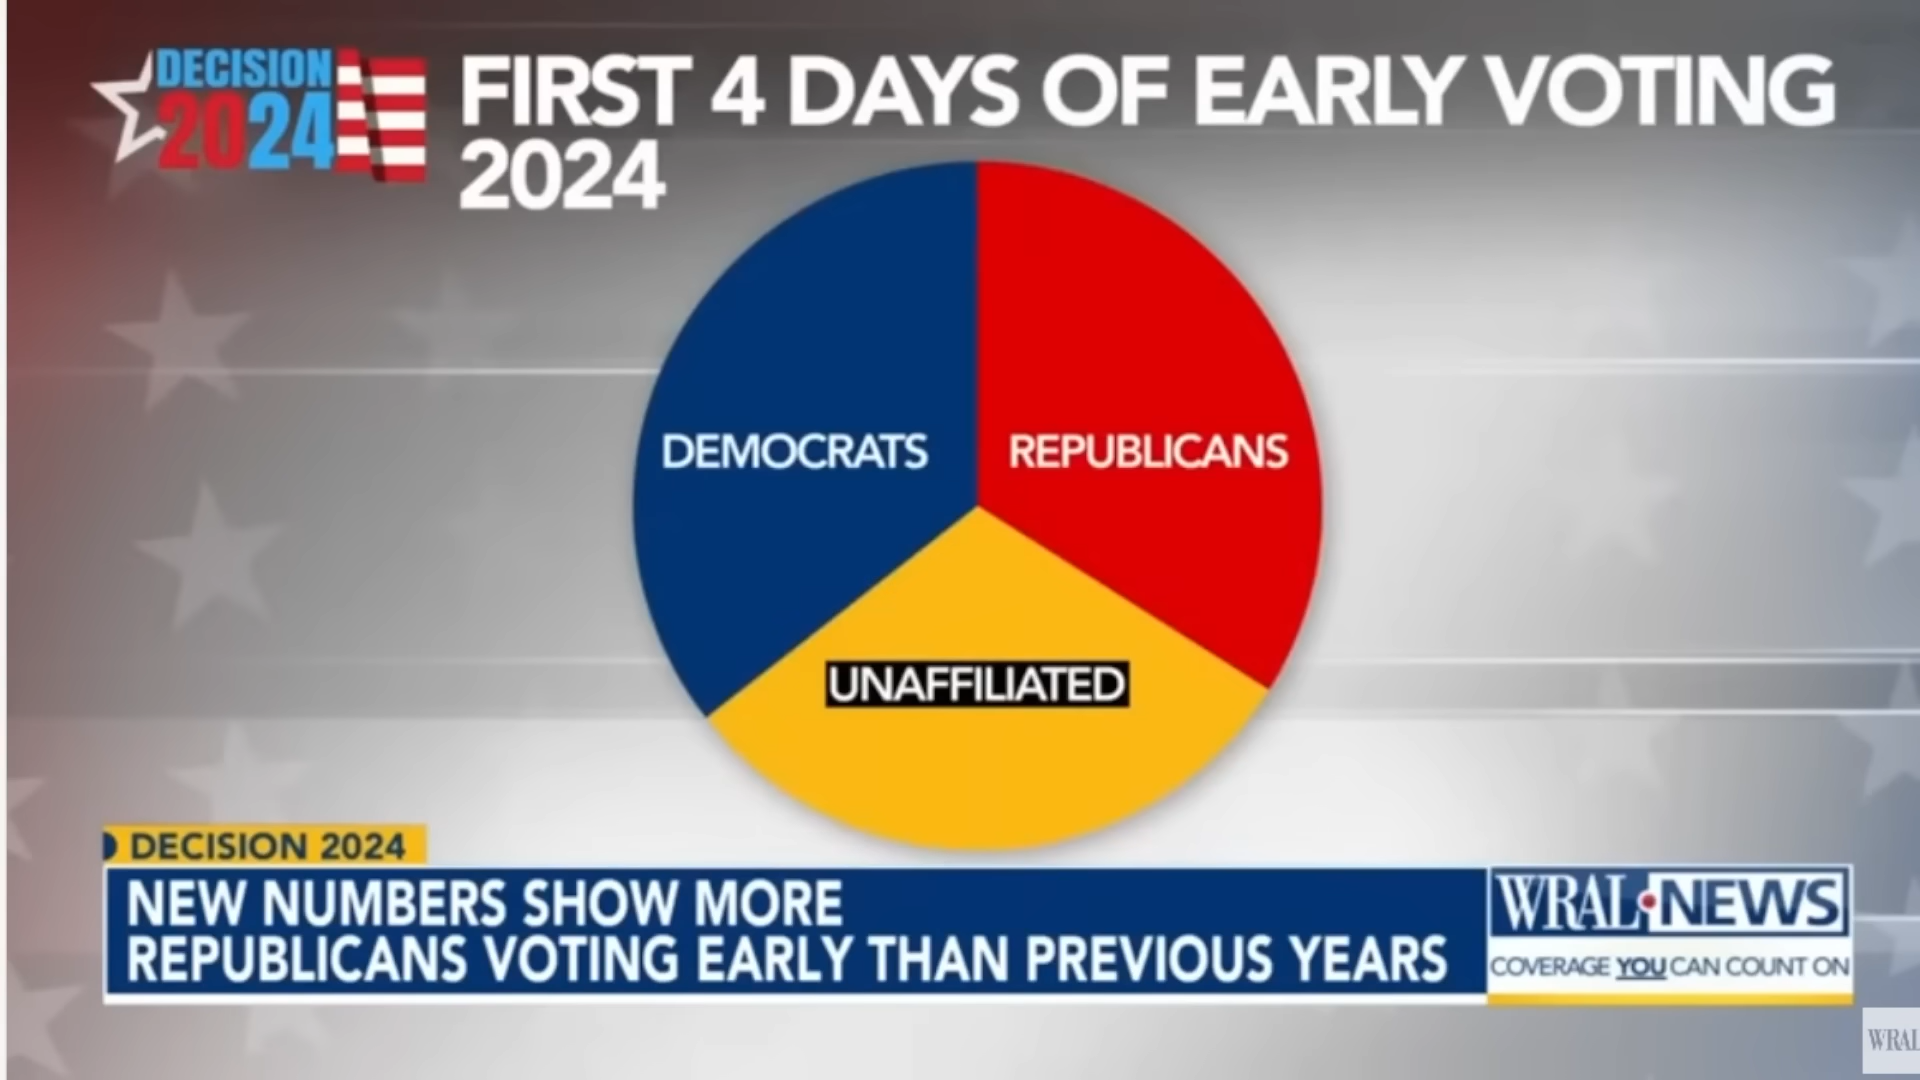 DECISION
2024
FIRST 4 DAYS OF EARLY VOTING
2024
DEMOCRATS
REPUBLICANS
UNAFFILIATED
DECISION 2024
NEW NUMBERS SHOW MORE
REPUBLICANS VOTING EARLY THAN PREVIOUS YEARS
WRAL NEWS
COVERAGE YOU CAN COUNT ON
WRAL